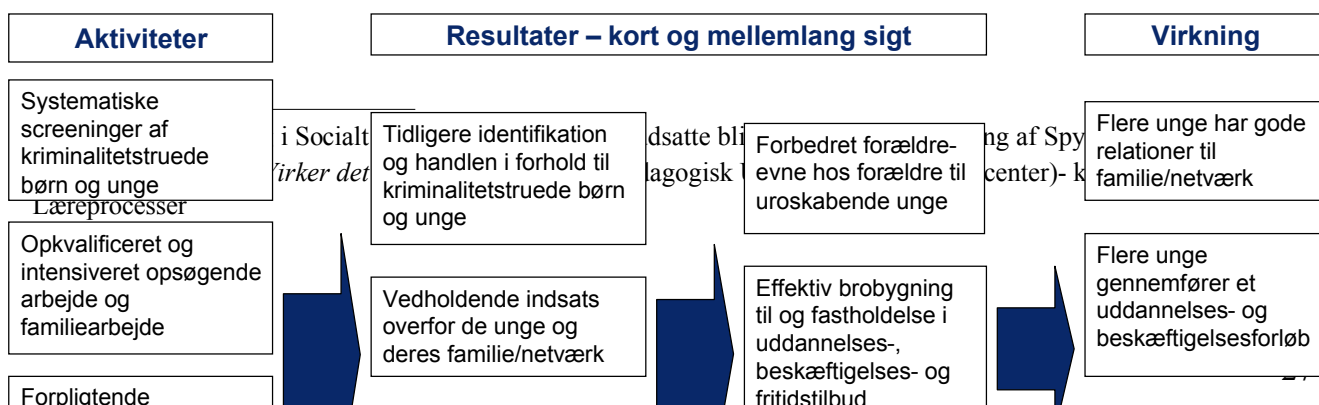 Aktiviteter
Resultater – kort og mellemlang sigt
Virkning
Systematiske
screeninger af
kriminalitetstruede
børn og unge
Opkvalificeret og
intensiveret opsøgende
arbejde og
familiearbejde
Forpligtende
Tidligere identifikation
og handlen i forhold til
kriminalitetstruede børn
og unge
Vedholdende indsats
overfor de unge og
deres familie/netværk
Forbedret forældre-
evne hos forældre til
uroskabende unge
Effektiv brobygning
til og fastholdelse i
uddannelses-,
beskæftigelses- og
fritidstilbud
Flere unge har gode
relationer til
familie/netværk
Flere unge
gennemfører et
uddannelses- og
beskæftigelsesforløb
i Socialt
bli
ng af Spy
Virker det
center)- k
Læreprocesser